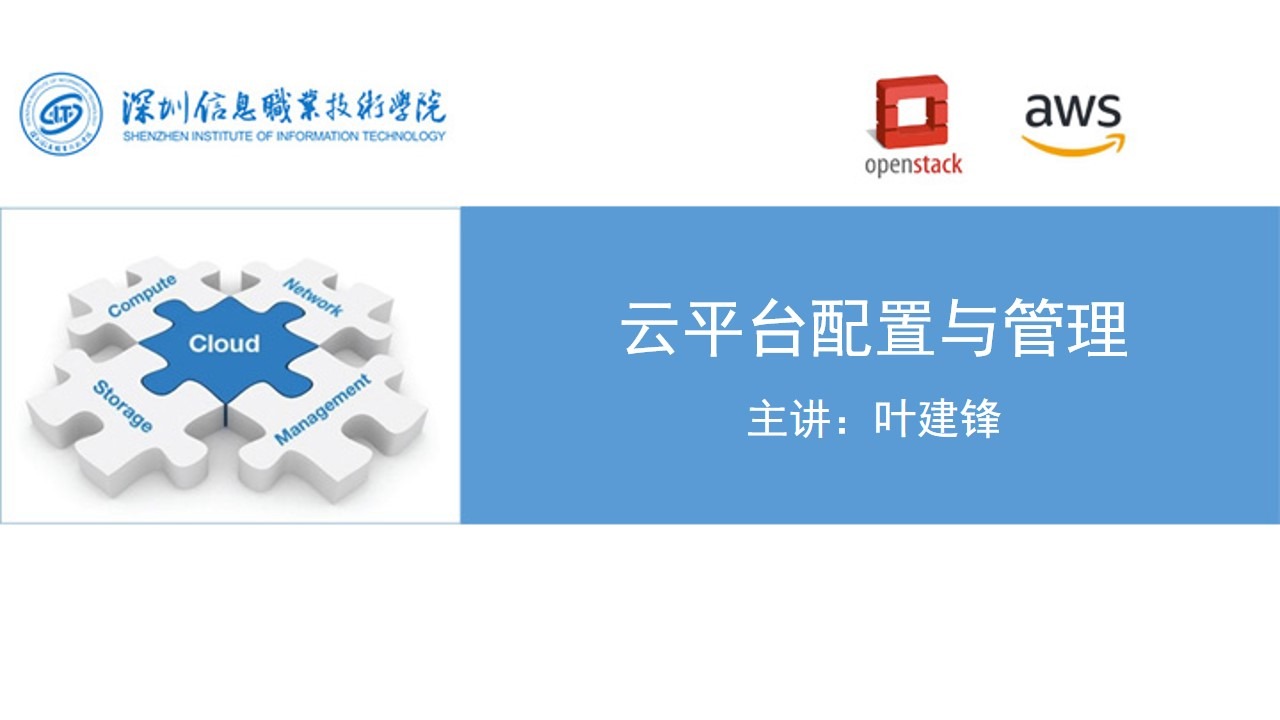 深圳信息職業技術學院
SHENZHEN INSTITUTE OF INFORMATION TECHNOLOGY
openstack
aws
Compute
Network
Cloud
Storage
Management
云平台配置与管理
主讲：叶建锋